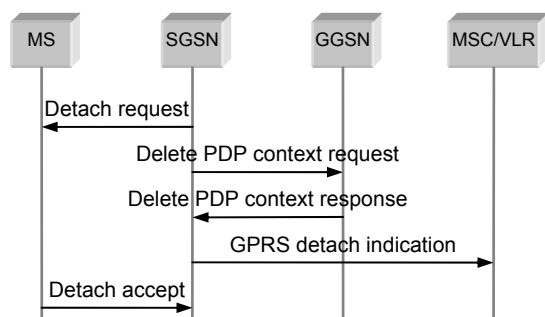 MS
SGSN
GGSN
MSC/VLR
Detach request
Delete PDP context request
Delete PDP context response
GPRS detach indication
Detach accept